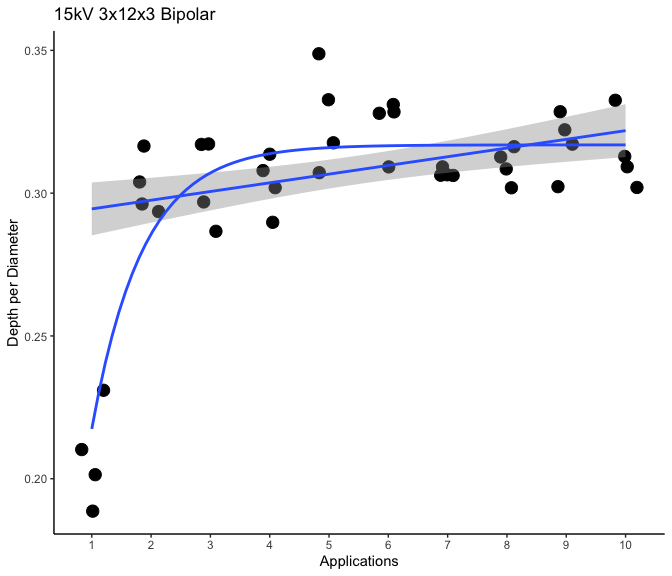 15kV 3x12x3 Bipolar
0.35
0.30
0.25
0.20
Depth per Diameter
1 2 3 4 5 6 7 8 9 10
Applications